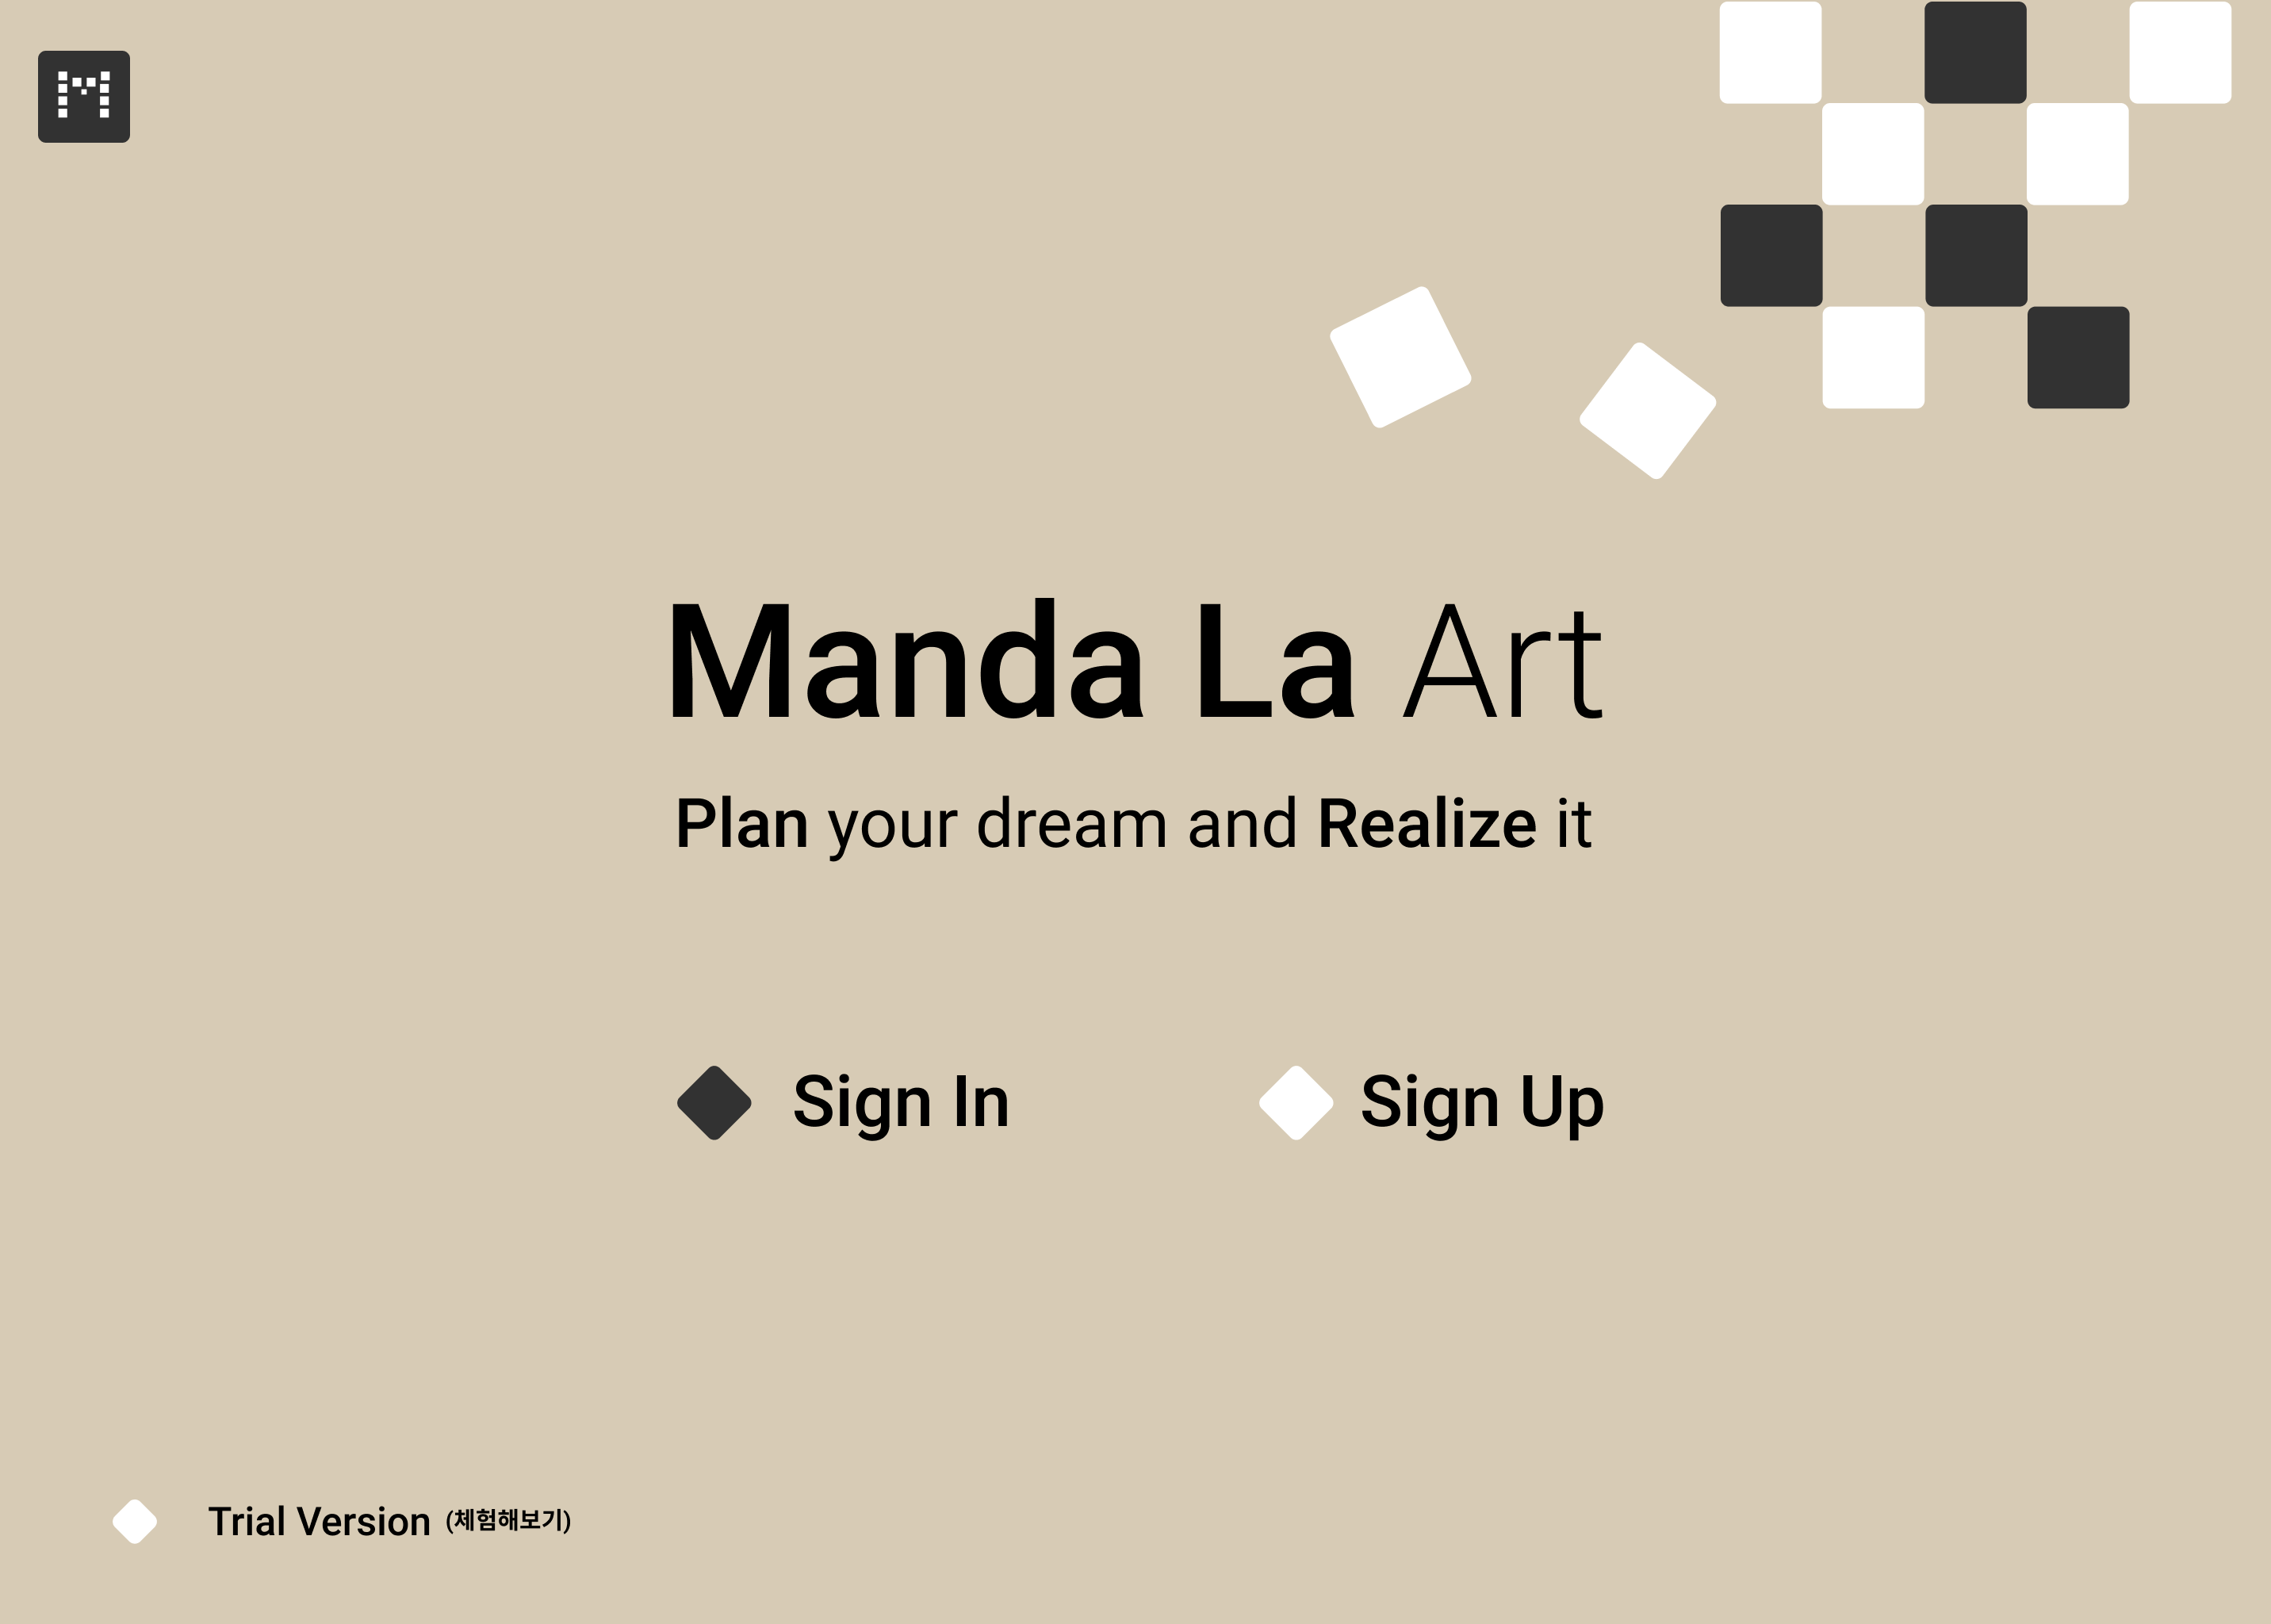 M
Manda La Art
Plan your dream and Realize it
Sign In
Sign Up
Trial Version (체험해보기)